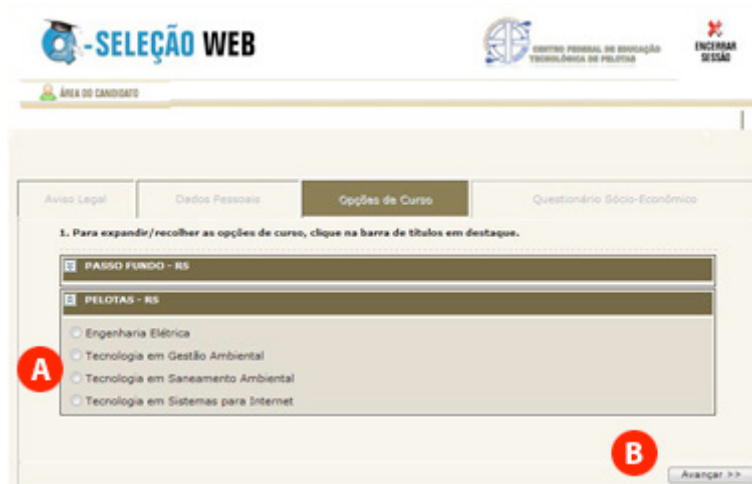 -SELEÇÃO WEB
CENTRO FEDERAL DE EDUCAÇÃO
TECNOLÓGICA DE PELOTAS
ENCERRAR
SESSÃO
ÁREA DO CANDIDATO
Aviso Legal
Dados Pessoais
Opções de Curso
Questionário Sócio-Econômico
1. Para expandir/recolher as opções de curso, clique na barra de títulos em destaque.
PASSO FUNDO - RS
PELOTAS - RS
Engenharia Elétrica
Tecnologia em Gestão Ambiental
A
Tecnologia em Saneamento Ambiental
Tecnologia em Sistemas para Internet
B
Avançar >>